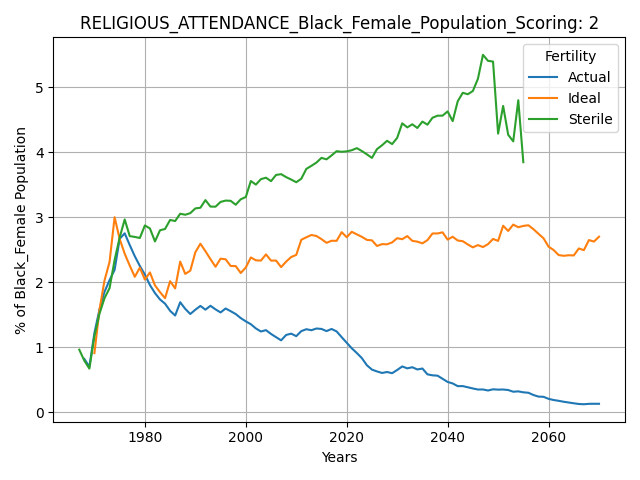 RELIGIOUS_ATTENDANCE_Black_Female_Population_Scoring: 2
Fertility
Actual
Ideal
Sterile
% of Black_Female Population
5
4
3
2
1
0
1980 2000 2020 2040 2060
Years